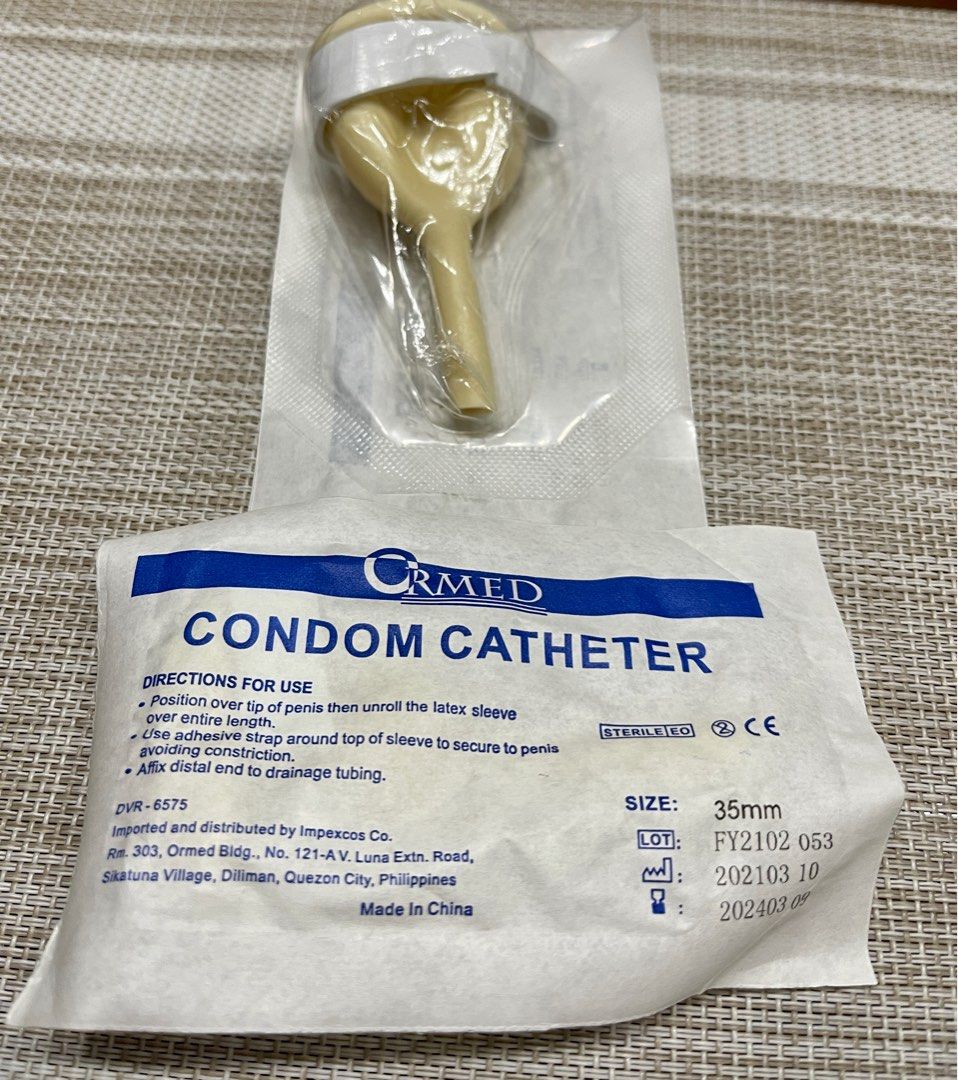 ORMED
CONDOM CATHETER
DIRECTIONS FOR USE
• Position over tip of penis then unroll the latex sleeve
over entire length.
• Use adhesive strap around top of sleeve to secure to penis
avoiding constriction.
• Affix distal end to drainage tubing.
STERILE EO 2 CE
DVR - 6575
Imported and distributed by Impexcos Co.
Rm. 303, Ormed Bldg., No. 121-A V. Luna Extn. Road,
Sikatuna Village, Diliman, Quezon City, Philippines
Made In China
SIZE: 35mm
LOT: FY2102 053
: 202103 10
: 202403 09